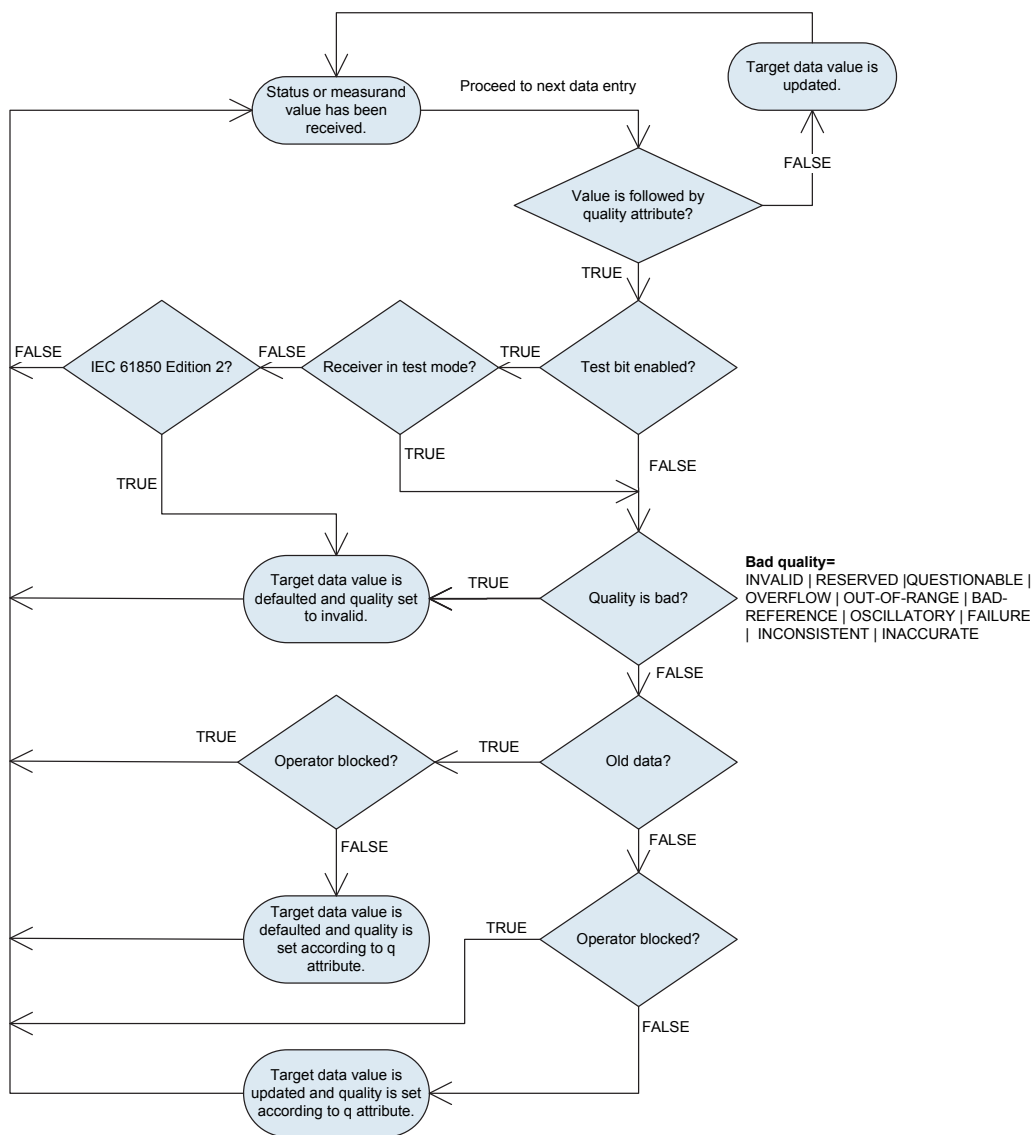 Target data value is
updated.
Status or measurand
value has been
received.
Proceed to next data entry
FALSE
Value is followed by
quality attribute?
TRUE
FALSE
IEC 61850 Edition 2?
FALSE
Receiver in test mode?
TRUE
Test bit enabled?
TRUE
TRUE
FALSE
Target data value is
defaulted and quality set
to invalid.
TRUE
Quality is bad?
Bad quality=
INVALID | RESERVED |QUESTIONABLE |
OVERFLOW | OUT-OF-RANGE | BAD-
REFERENCE | OSCILLATORY | FAILURE
| INCONSISTENT | INACCURATE
FALSE
TRUE
Operator blocked?
TRUE
Old data?
FALSE
FALSE
Target data value is
defaulted and quality is
set according to q
attribute.
TRUE
Operator blocked?
FALSE
Target data value is
updated and quality is set
according to q attribute.